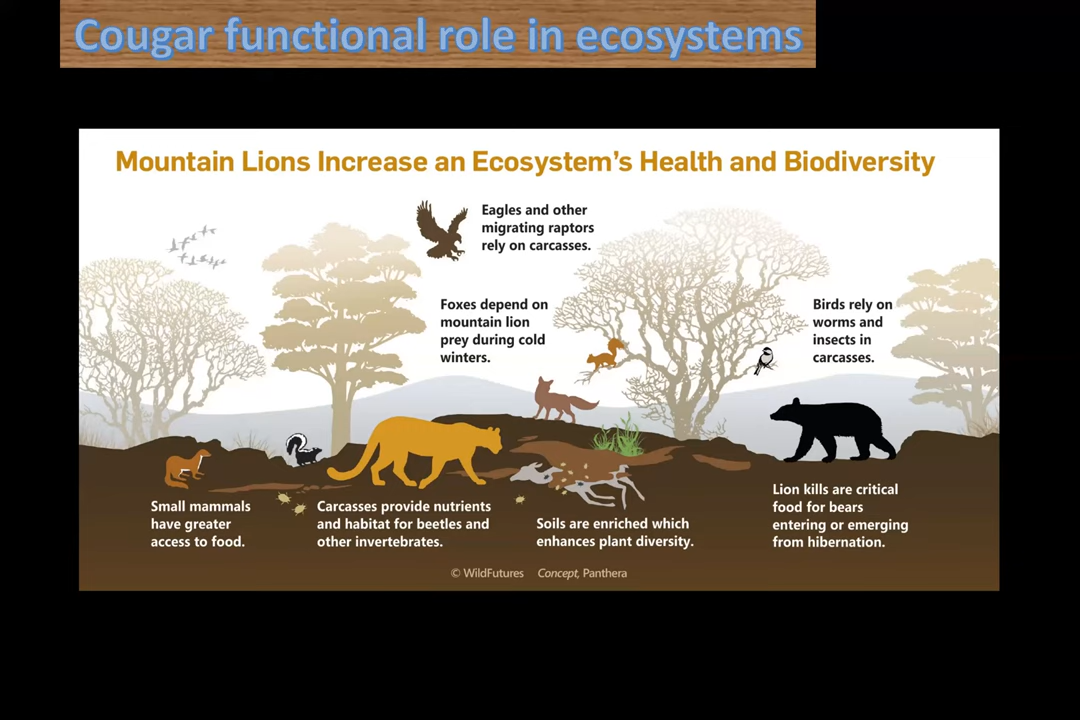 Cougar functional role in ecosystems
Mountain Lions Increase an Ecosystem's Health and Biodiversity
Eagles and other
migrating raptors
rely on carcasses.
Foxes depend on
mountain lion
prey during cold
winters.
Birds rely on
worms and
insects in
carcasses.
Small mammals
have greater
access to food.
Carcasses provide nutrients
and habitat for beetles and
other invertebrates.
Soils are enriched which
enhances plant diversity.
Lion kills are critical
food for bears
entering or emerging
from hibernation.
© WildFutures Concept, Panthera